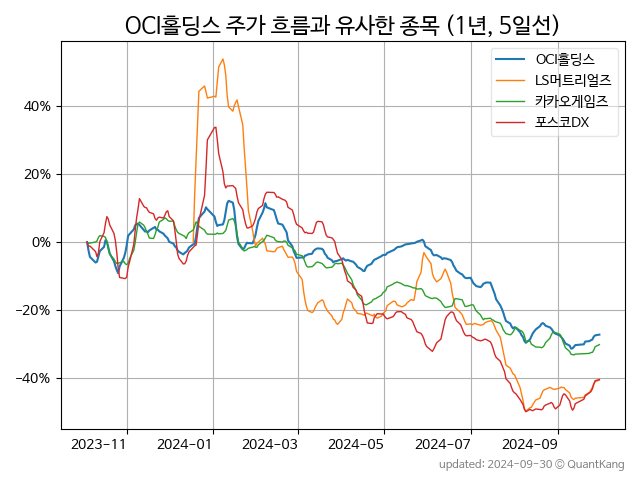 OCI홀딩스 주가 흐름과 유사한 종목 (1년, 5일선)
OCI홀딩스
LS머트리얼즈
카카오게임즈
포스코DX
40%
20%
0%
−20%
−40%
2023-11 2024-01 2024-03 2024-05 2024-07 2024-09
updated: 2024-09-30 © QuantKang